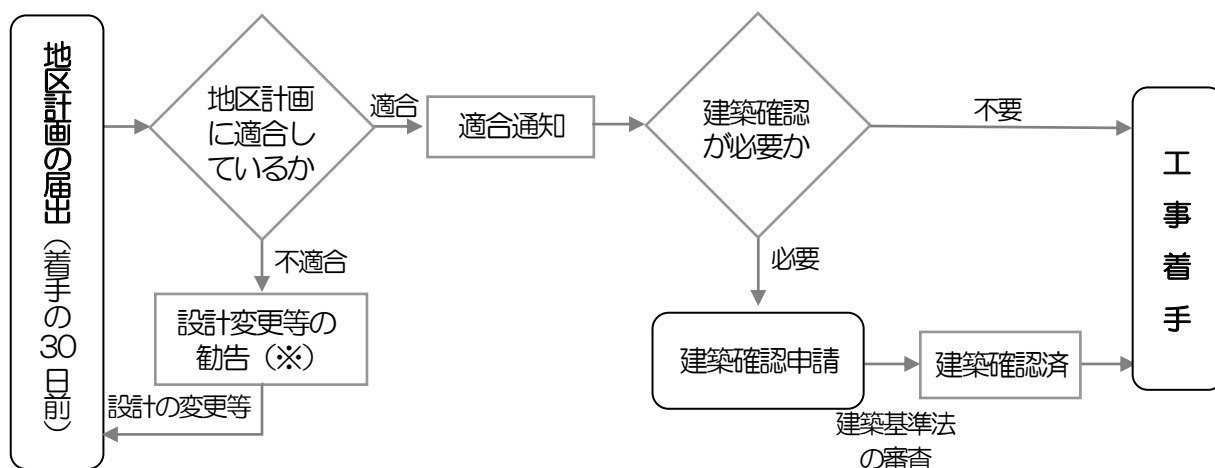 地区計画の届出（着手の30日前）
地区計画
に適合し
ているか
適合
適合通知
建築確認
が必要か
不要
工事着手
不適合
設計変更等の
勧告（※）
設計の変更等
必要
建築確認申請
建築基準法
の審査
建築確認済